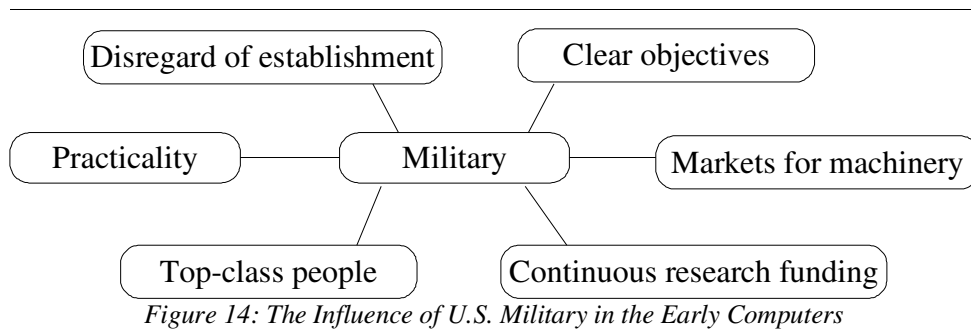 Disregard of establishment
Clear objectives
Practicality
Military
Markets for machinery
Top-class people
Continuous research funding
Figure 14: The Influence of U.S. Military in the Early Computers